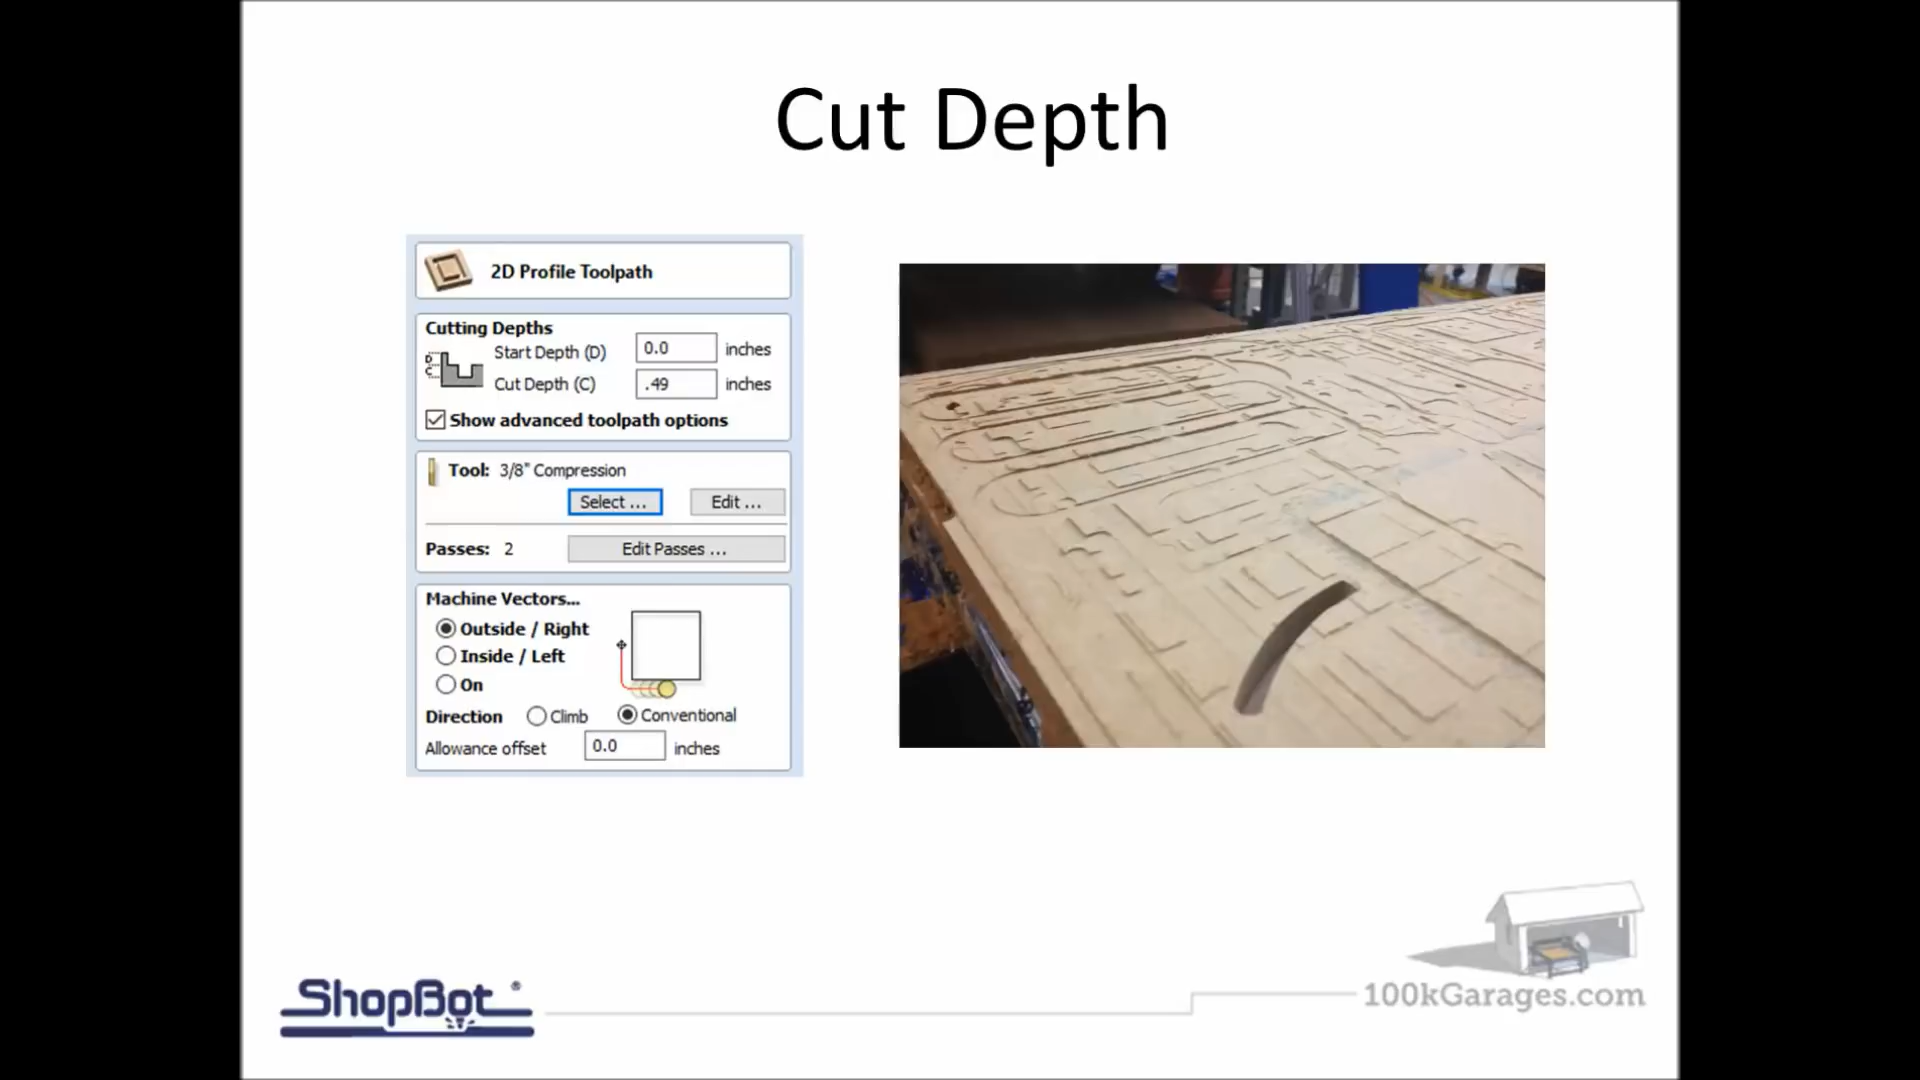 Cut Depth
2D Profile Toolpath
Cutting Depths
Start Depth (D) 0.0 inches
D
C
Cut Depth (C) .49 inches
Show advanced toolpath options
Tool: 3/8" Compression
Select ... Edit ...
Passes: 2 Edit Passes ...
Machine Vectors...
Outside / Right
Inside / Left
On
Direction Climb Conventional
Allowance offset 0.0 inches
ShopBot®
100kGarages.com